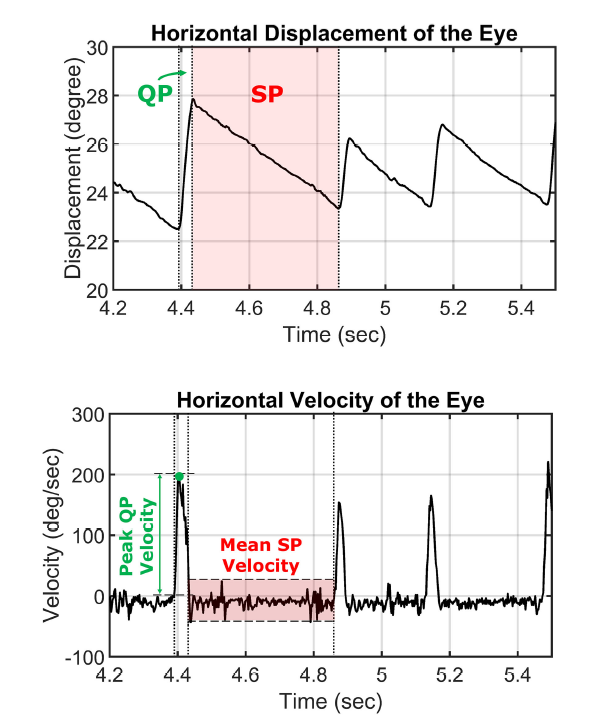 Horizontal Displacement of the Eye
30
28
26
24
22
20
Displacement (degree)
QP
SP
4.2 4.4 4.6 4.8 5 5.2 5.4
Time (sec)
Horizontal Velocity of the Eye
300
200
100
0
-100
Velocity (deg/sec)
Peak QP
Velocity
Mean SP
Velocity
4.2 4.4 4.6 4.8 5 5.2 5.4
Time (sec)